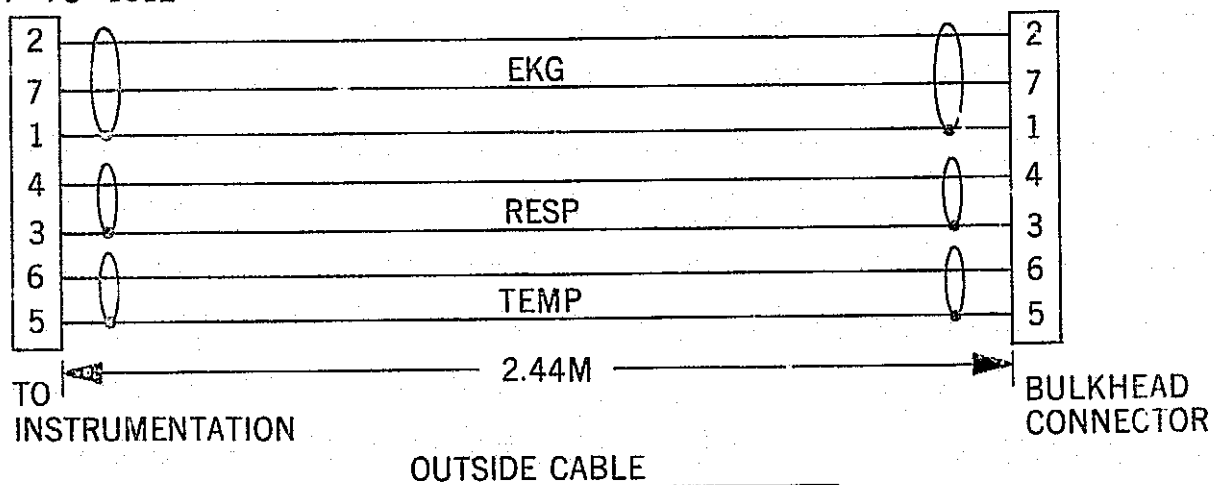 2 2
EKG
7 7
1 1
4 4
RESP
3 3
6 6
TEMP
5 5
2.44M
TO
INSTRUMENTATION
BULKHEAD
CONNECTOR
OUTSIDE CABLE